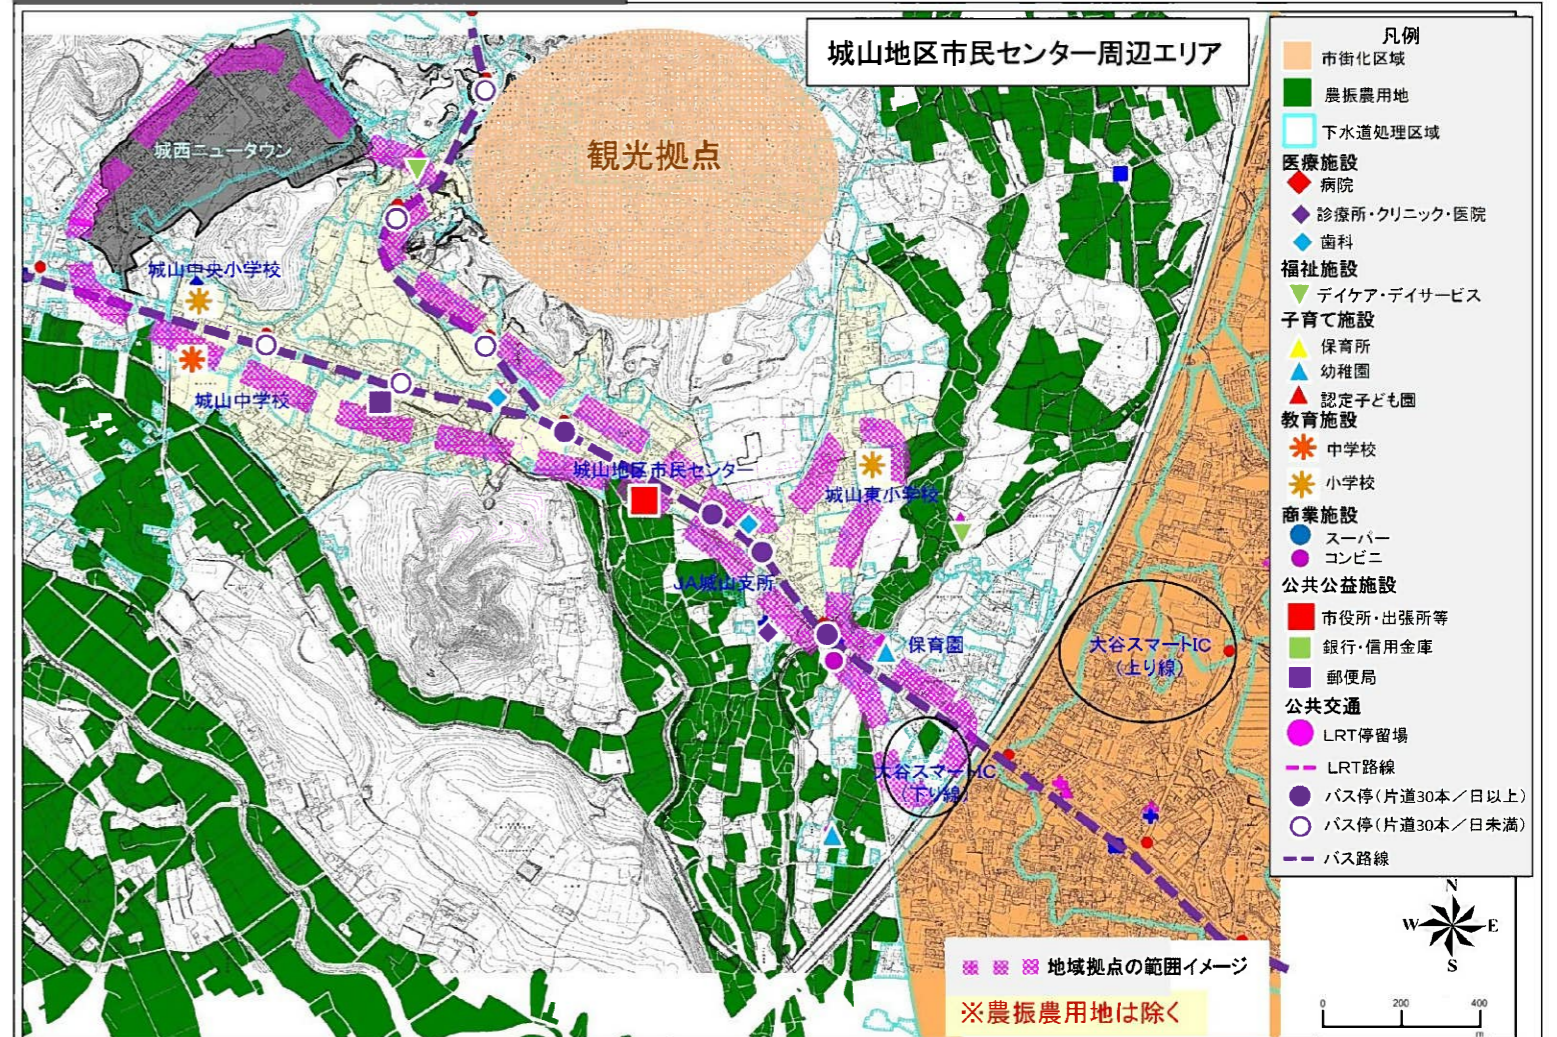 城山地区市民センター周辺エリア
観光拠点
城西ニュータウン
城山中央小学校
城山中学校
城山地区市民センター
城山東小学校
JA城山支所
保育園
大谷スマートIC
(上り線)
大谷スマートIC
(下り線)
凡例
市街化区域
農振農用地
下水道処理区域
医療施設
病院
診療所・クリニック・医院
歯科
福祉施設
デイケア・デイサービス
子育て施設
保育所
幼稚園
認定子ども園
教育施設
中学校
小学校
商業施設
スーパー
コンビニ
公共公益施設
市役所・出張所等
銀行・信用金庫
郵便局
公共交通
LRT停留場
LRT路線
バス停(片道30本/日以上)
バス停(片道30本/日未満)
バス路線
N
W E
S
0 200 400
m
地域拠点の範囲イメージ
※農振農用地は除く